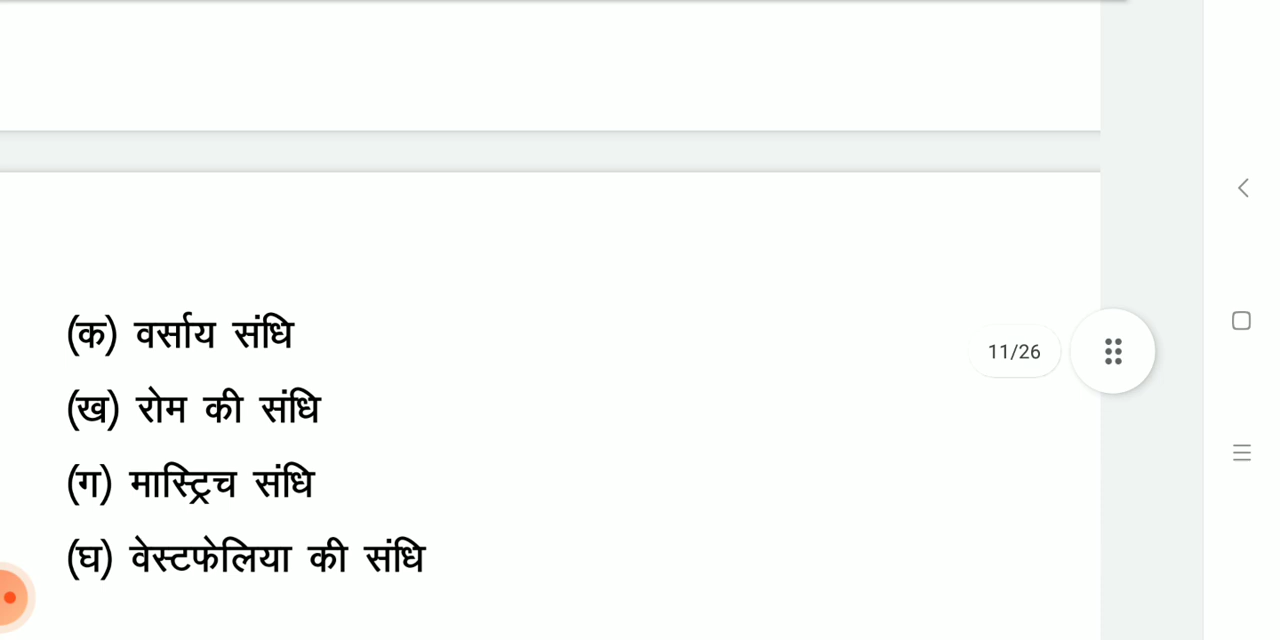 (क) वर्साय संधि
11/26
(ख) रोम की संधि
(ग) मास्ट्रिच संधि
(घ) वेस्टफेलिया की संधि